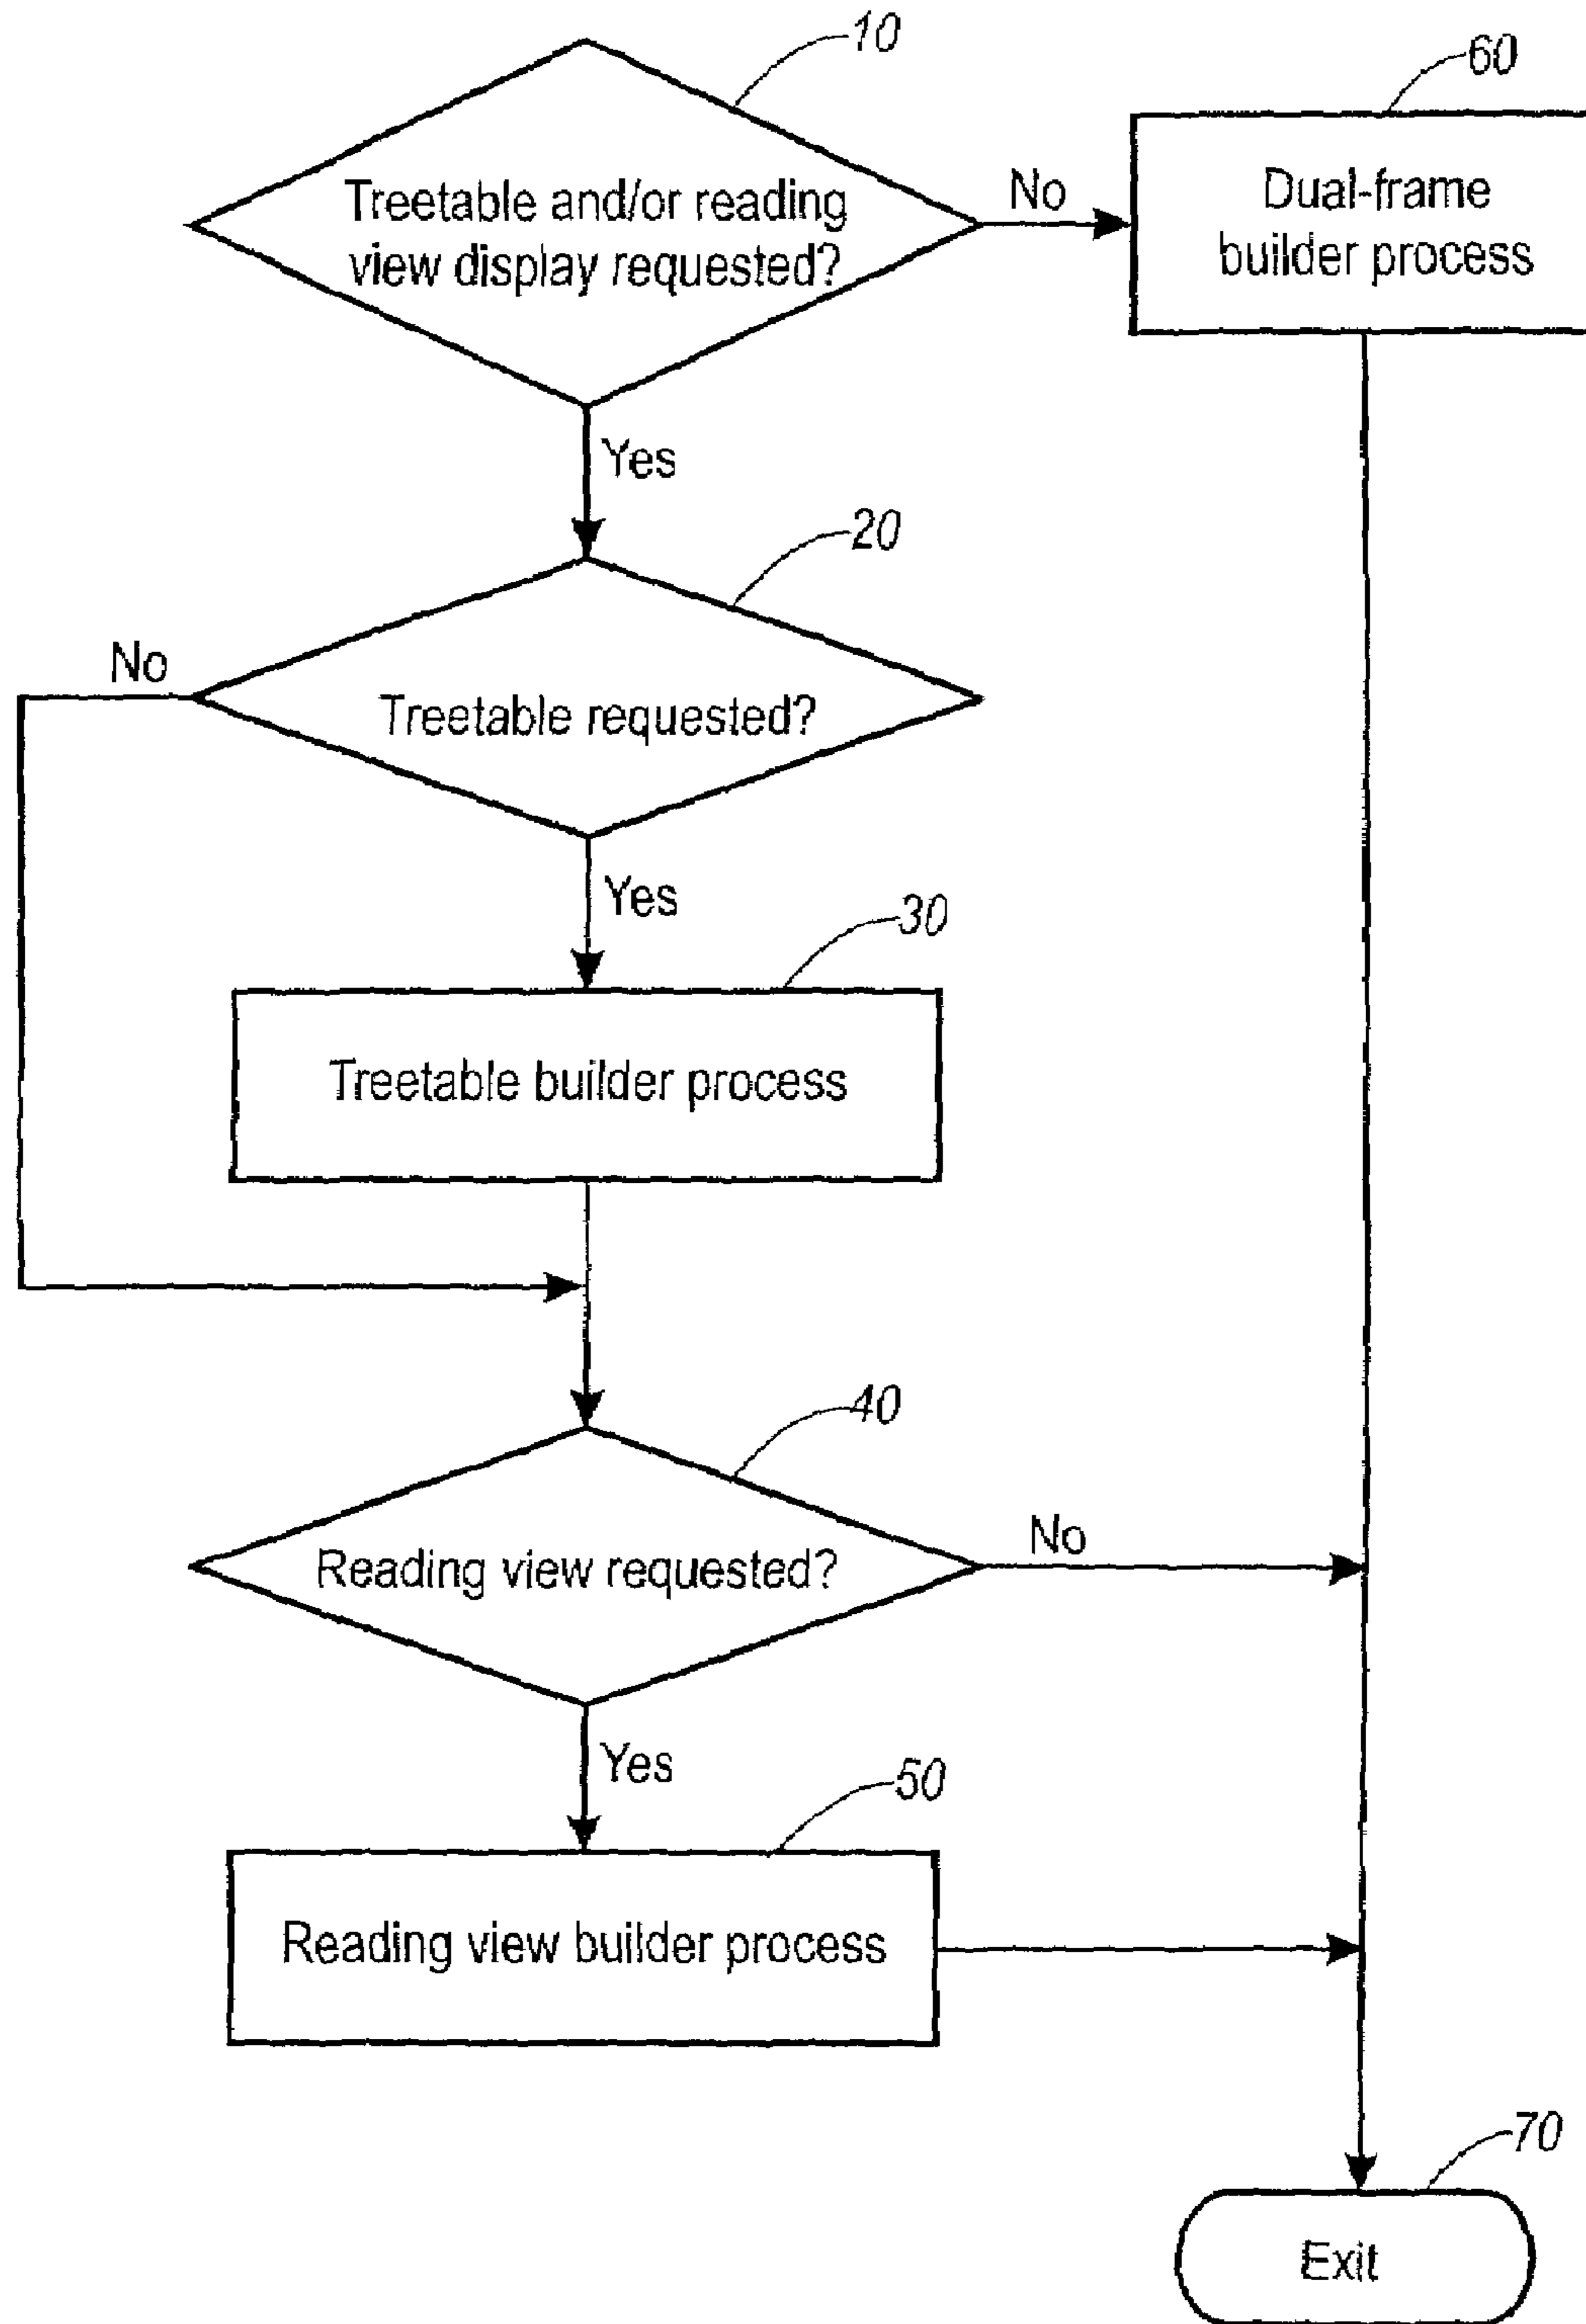 10
60
Treetable and/or reading
view display requested?
No
Dual-frame
builder process
Yes
20
No
Treetable requested?
Yes
30
Treetable builder process
40
Reading view requested?
No
Yes
50
Reading view builder process
70
Exit